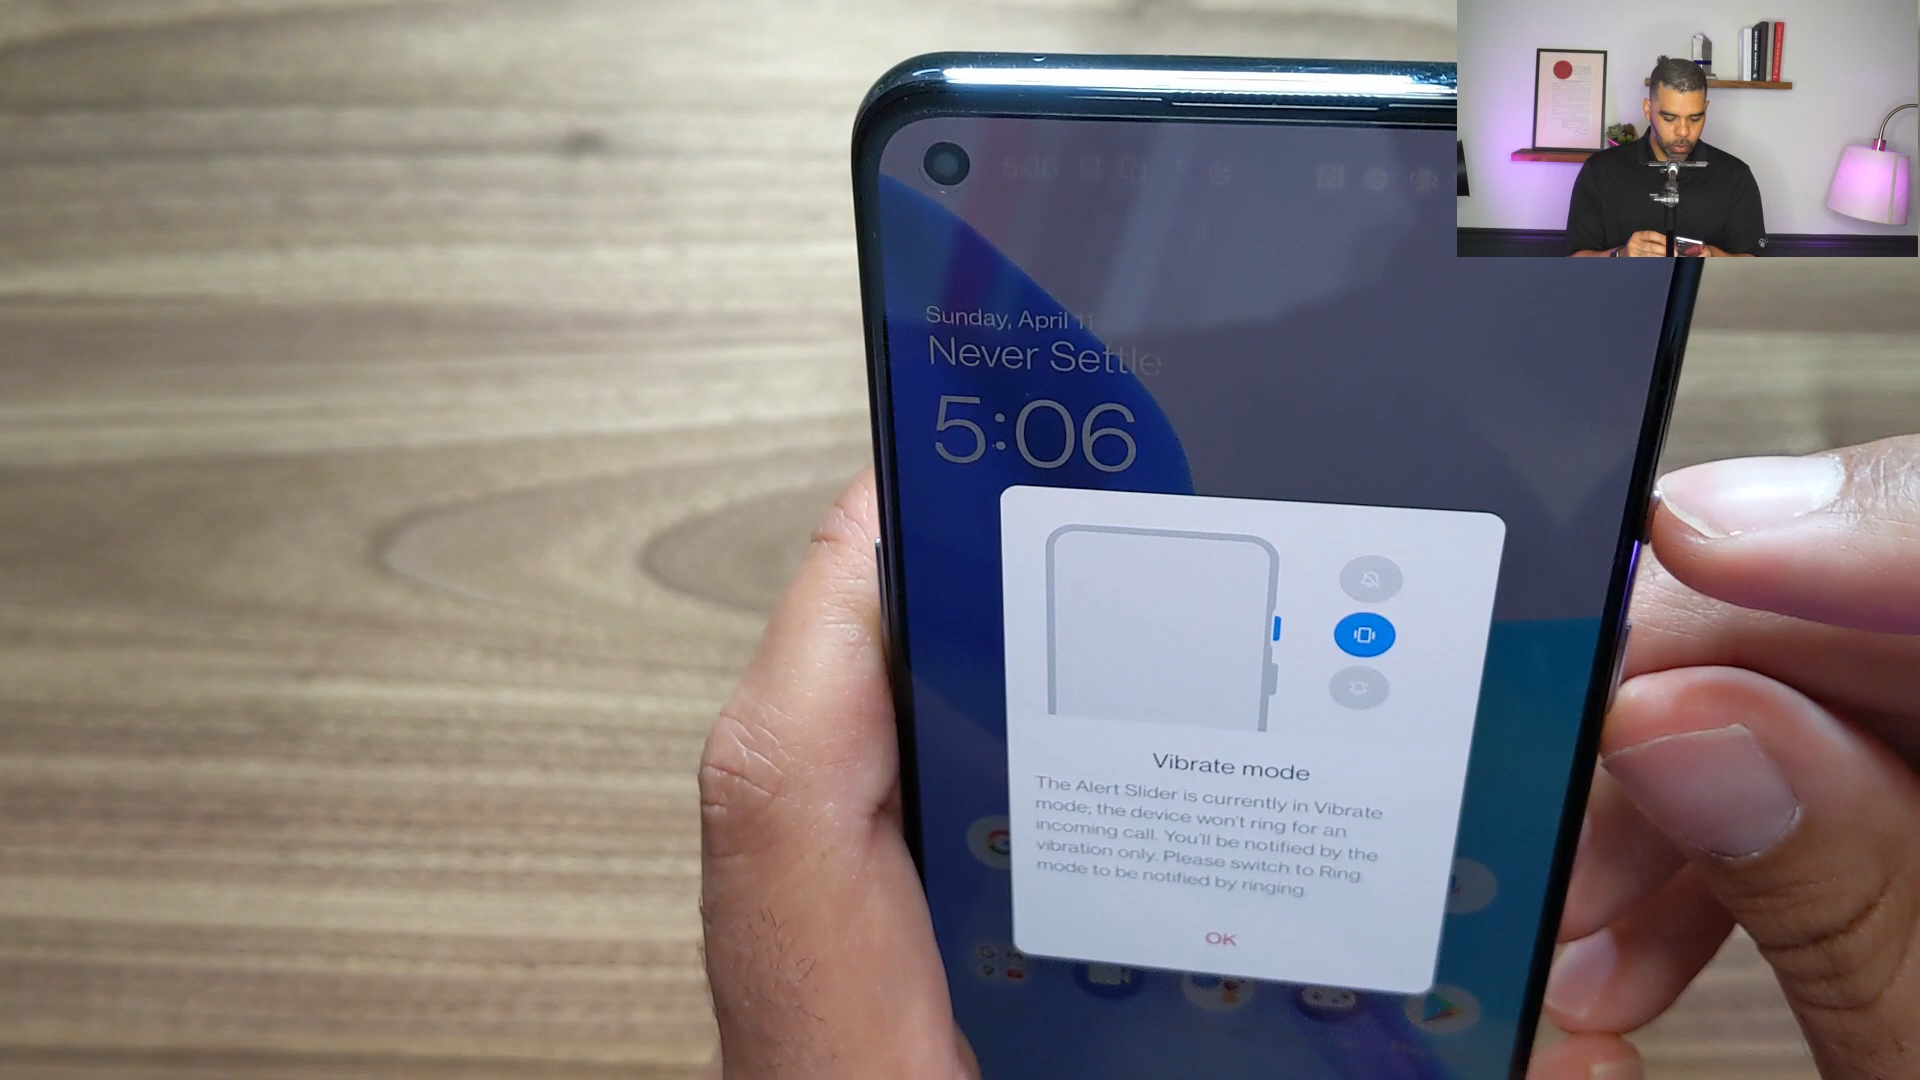 5:06
Sunday, April 11
Never Settle
5:06
Vibrate mode
The Alert Slider is currently in Vibrate
mode; the device won't ring for an
incoming call. You'll be notified by the
vibration only. Please switch to Ring
mode to be notified by ringing.
OK